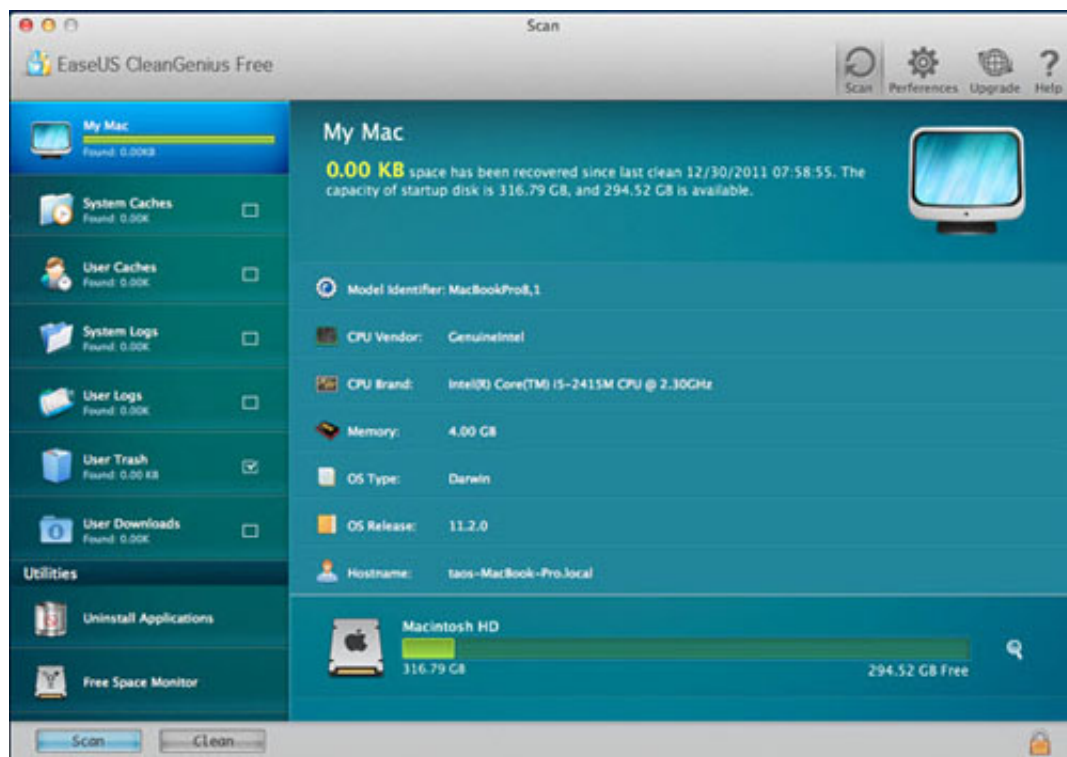 Scan
EaseUS CleanGenius Free
Scan
Perferences
Upgrade
Help
My Mac
Found: 0.00KB
System Caches
Found: 0.00K
User Caches
Found: 0.00K
System Logs
Found: 0.00K
User Logs
Found: 0.00K
User Trash
Found: 0.00 KB
User Downloads
Found: 0.00K
Utilities
Uninstall Applications
Free Space Monitor
My Mac
0.00 KB space has been recovered since last clean 12/30/2011 07:58:55. The
capacity of startup disk is 316.79 GB, and 294.52 GB is available.
Model Identifier: MacBookPro8,1
CPU Vendor: GenuineIntel
CPU Brand: Intel(R) Core(TM) i5-2415M CPU @ 2.30GHz
Memory: 4.00 GB
OS Type: Darwin
OS Release: 11.2.0
Hostname: taos-MacBook-Pro.local
Macintosh HD
316.79 GB
294.52 GB Free
Scan
Clean